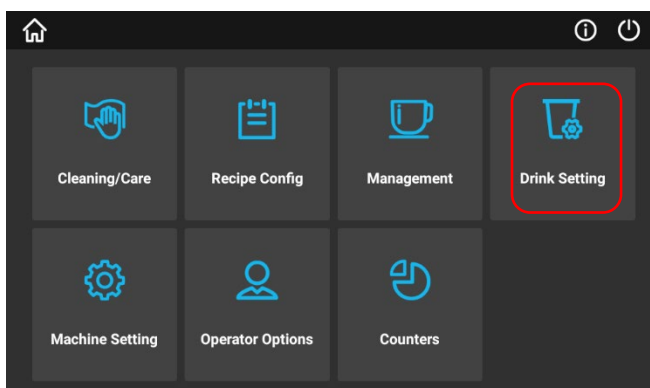 Cleaning/Care
Recipe Config
Management
Drink Setting
Machine Setting
Operator Options
Counters